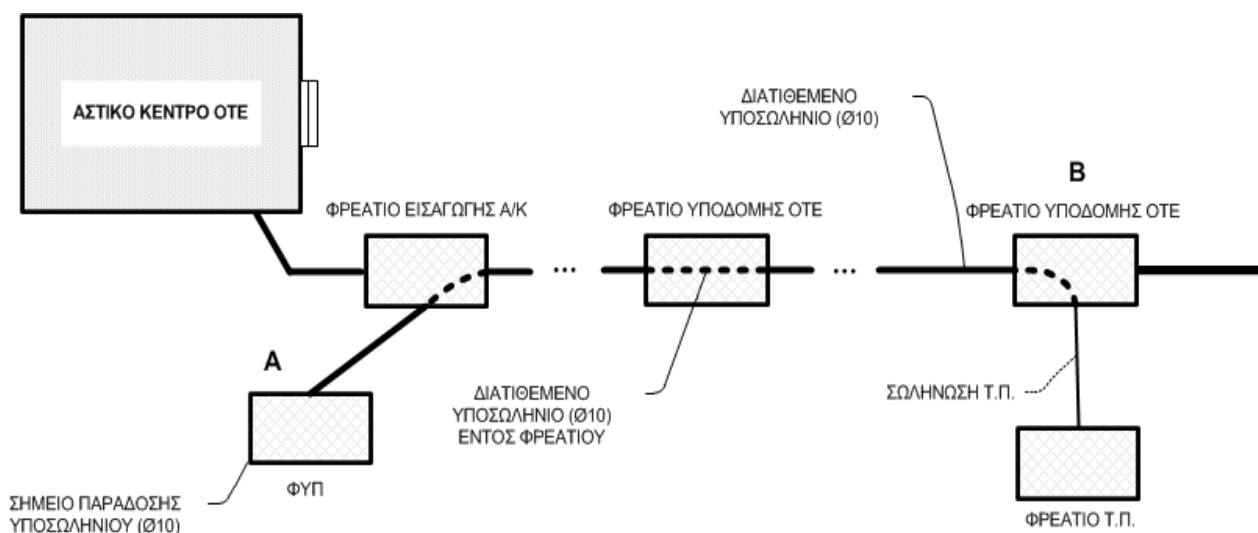 ΑΣΤΙΚΟ ΚΕΝΤΡΟ ΟΤΕ
ΔΙΑΤΙΘΕΜΕΝΟ
ΥΠΟΣΩΛΗΝΙΟ (Ø10)
B
ΦΡΕΑΤΙΟ ΕΙΣΑΓΩΓΗΣ Α/Κ
ΦΡΕΑΤΙΟ ΥΠΟΔΟΜΗΣ ΟΤΕ
ΦΡΕΑΤΙΟ ΥΠΟΔΟΜΗΣ ΟΤΕ
...
...
A
ΔΙΑΤΙΘΕΜΕΝΟ
ΥΠΟΣΩΛΗΝΙΟ (Ø10)
ΕΝΤΟΣ ΦΡΕΑΤΙΟΥ
ΣΩΛΗΝΩΣΗ Τ.Π.
ΣΗΜΕΙΟ ΠΑΡΑΔΟΣΗΣ
ΥΠΟΣΩΛΗΝΙΟΥ (Ø10)
ΦΥΠ
ΦΡΕΑΤΙΟ Τ.Π.